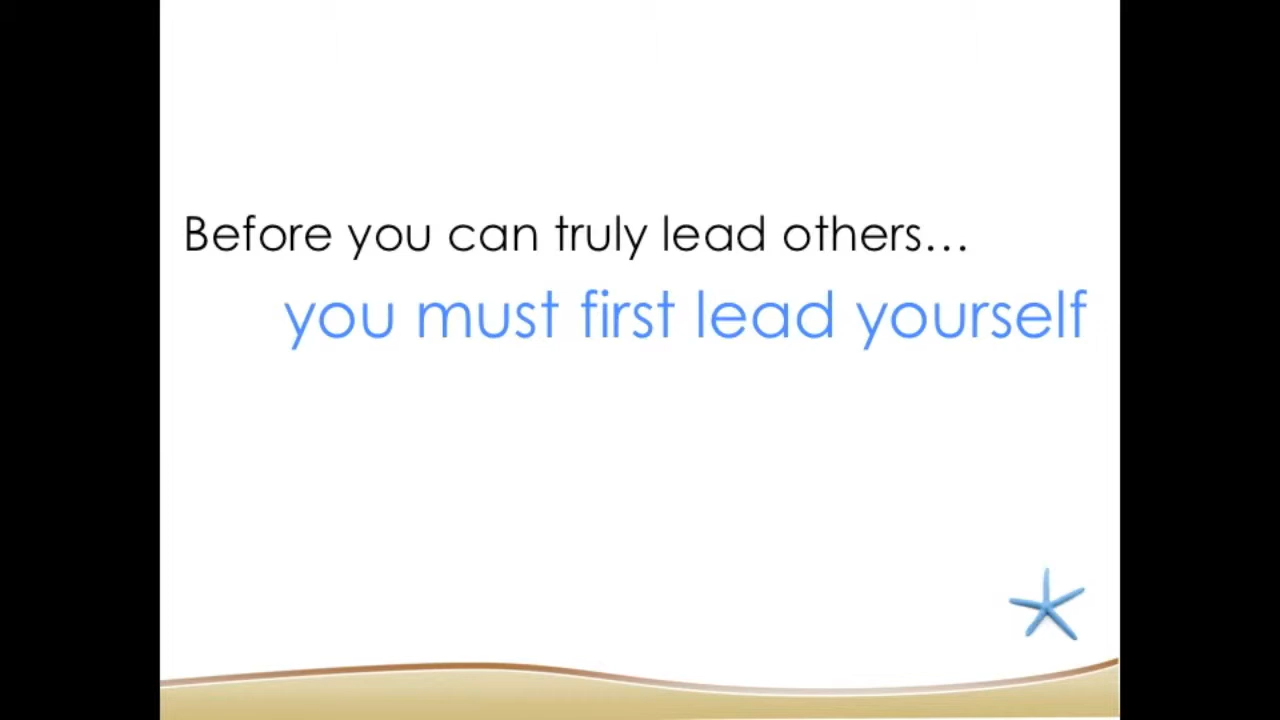 Before you can truly lead others…
you must first lead yourself